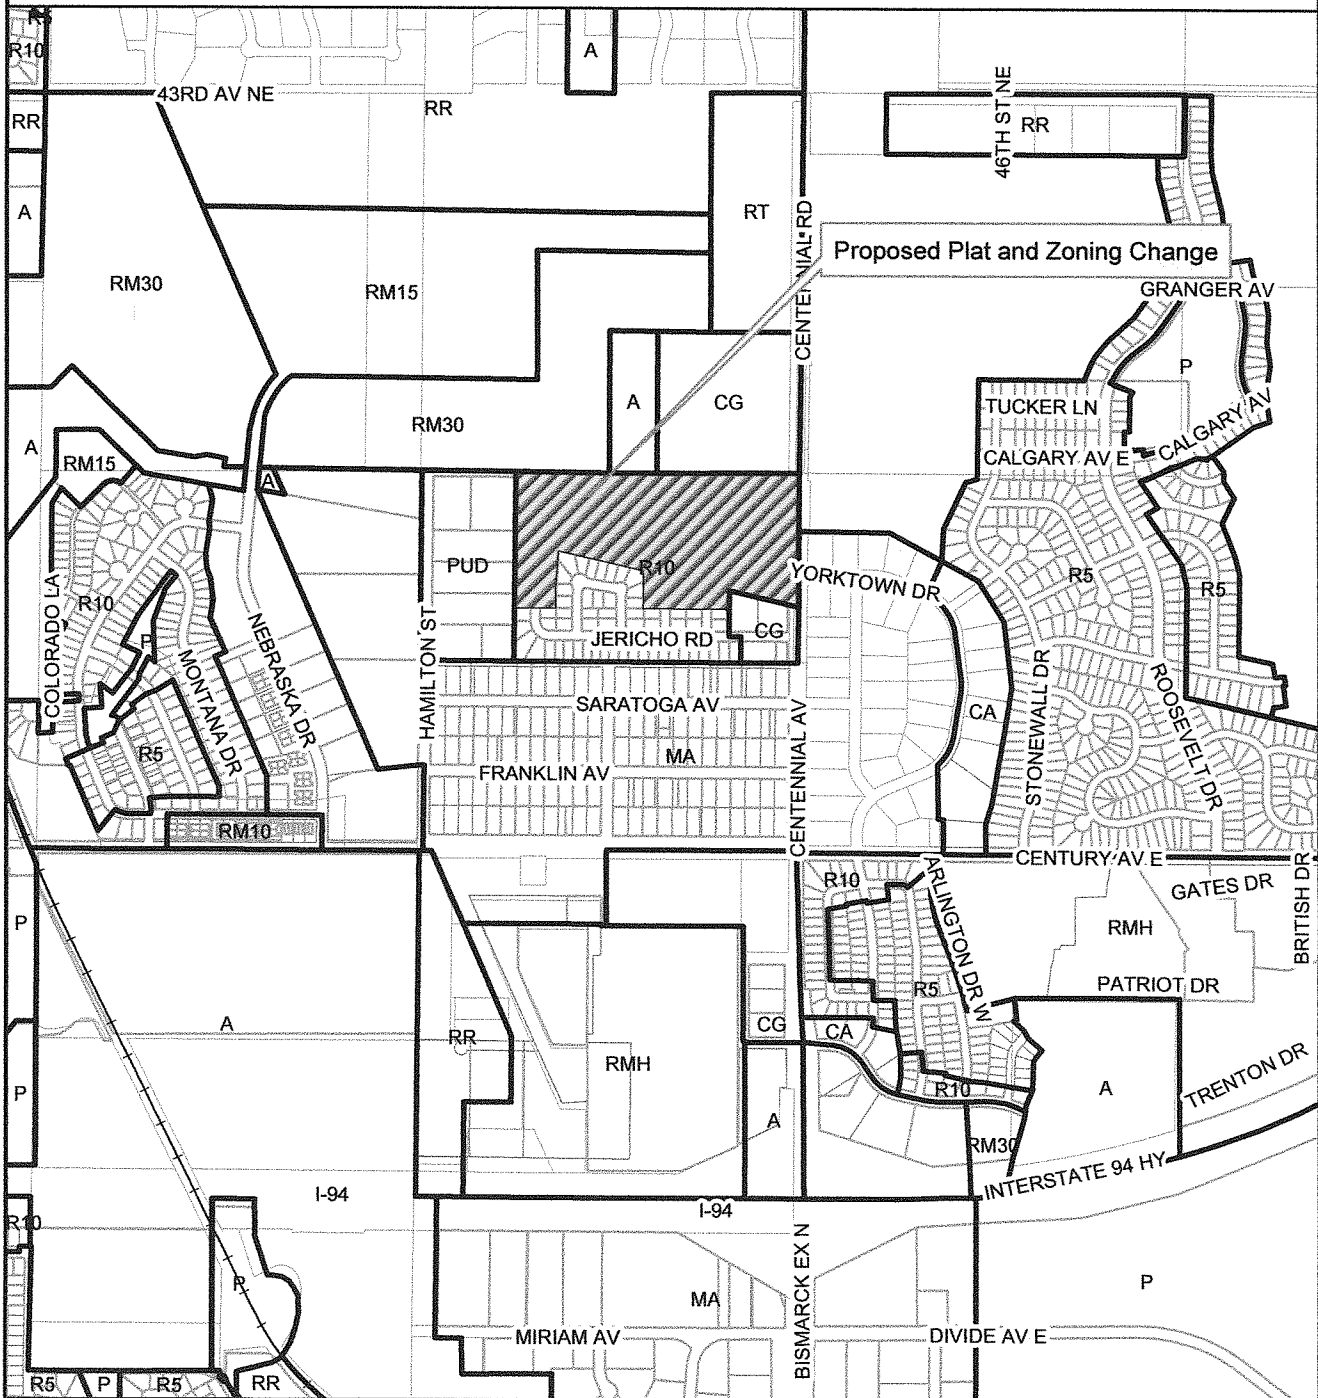 R5
R10
A
43RD AV NE
RR
46TH ST NE
RR
RR
A
RT
CENTENIAL RD
Proposed Plat and Zoning Change
RM30
RM15
GRANGER AV
P
A
CG
TUCKER LN
RM30
A
RM15
CALGARY AV E
CALGARY AV
A
PUD
R10
YORKTOWN DR
R5
R5
COLORADO LA
R10
P
NEBRASKA DR
MONTANA DR
HAMILTON ST
JERICHO RD
CG
SARATOGA AV
CA
STONEWALL DR
ROOSEVELT DR
R5
MA
FRANKLIN AV
CENTENNIAL AV
RM10
CENTURY AV E
R10
ARLINGTON DR W
GATES DR
BRITISH DR
P
RMH
PATRIOT DR
R5
A
RR
CG
CA
RMH
TRENTON DR
P
R10
A
A
RM30
INTERSTATE 94 HY
I-94
I-94
R10
BISMARCK EX N
P
MA
P
MIRIAM AV
DIVIDE AV E
R5
P
R5
RR